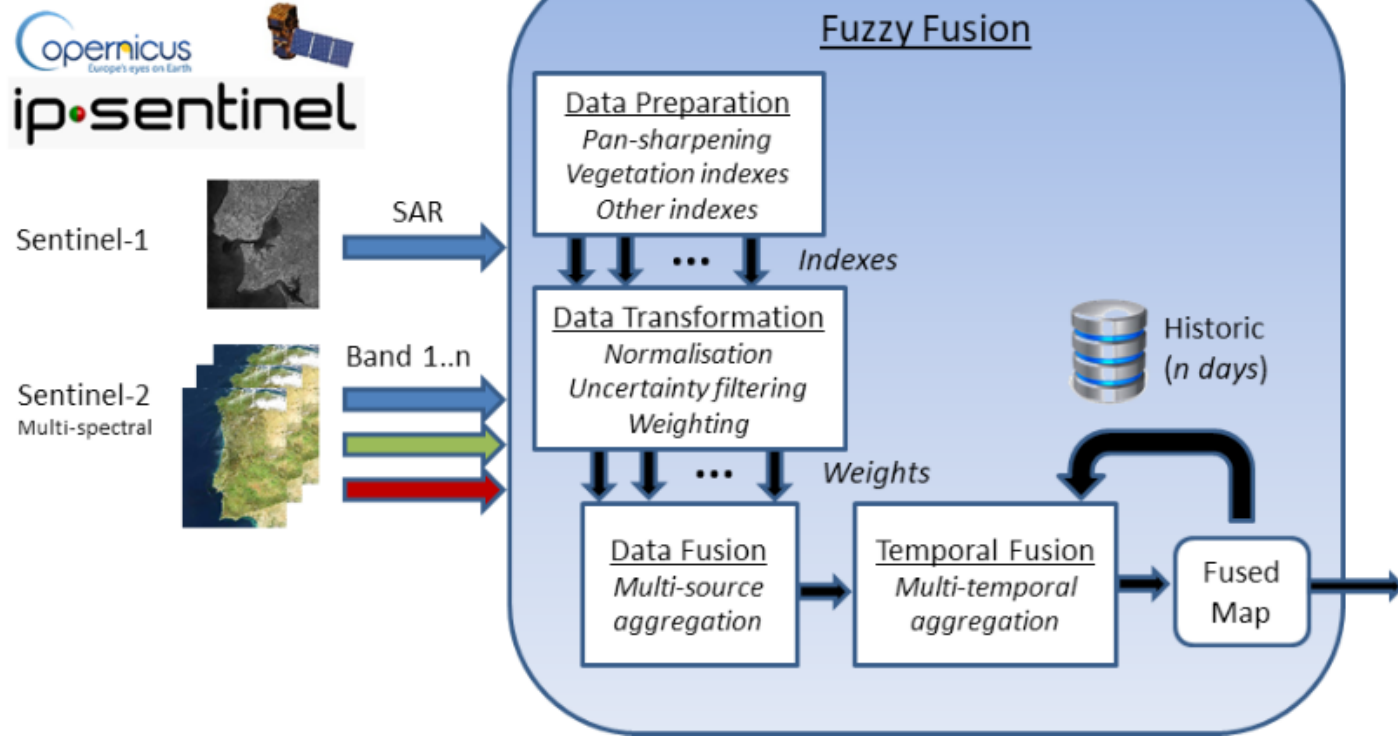 opernicus
Europe's eyes on Earth
ip sentinel
Fuzzy Fusion
Data Preparation
Pan-sharpening
Vegetation indexes
Other indexes
Sentinel-1
SAR
... Indexes
Data Transformation
Normalisation
Uncertainty filtering
Weighting
Historic
(n days)
Sentinel-2
Multi-spectral
Band 1..n
... Weights
Data Fusion
Multi-source
aggregation
Temporal Fusion
Multi-temporal
aggregation
Fused
Map